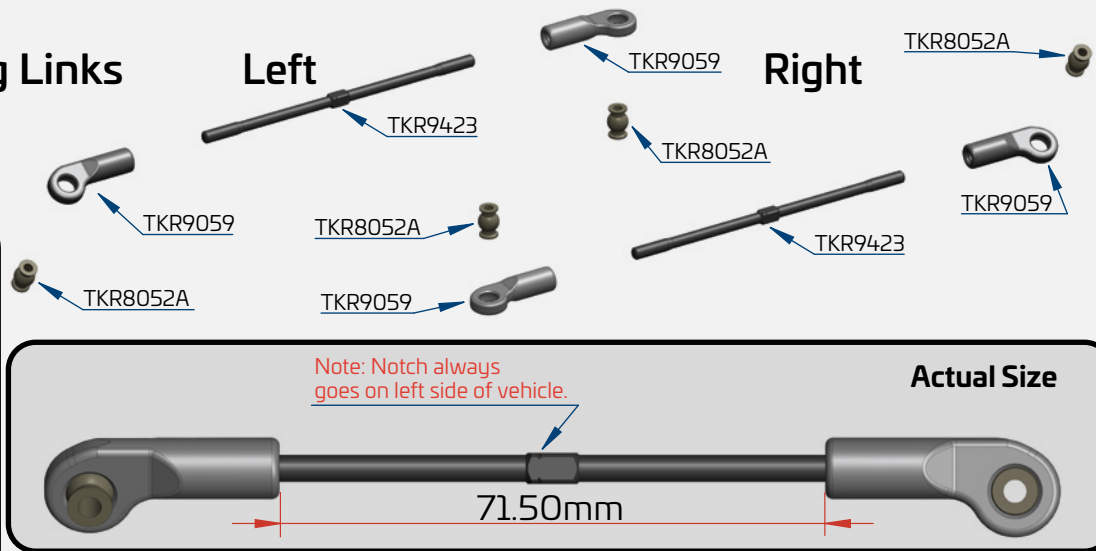 g Links
Left
Right
TKR9059
TKR8052A
TKR9423
TKR8052A
TKR9059
TKR9059
TKR8052A
TKR9423
TKR8052A
TKR9059
Note: Notch always
goes on left side of vehicle.
Actual Size
71.50mm